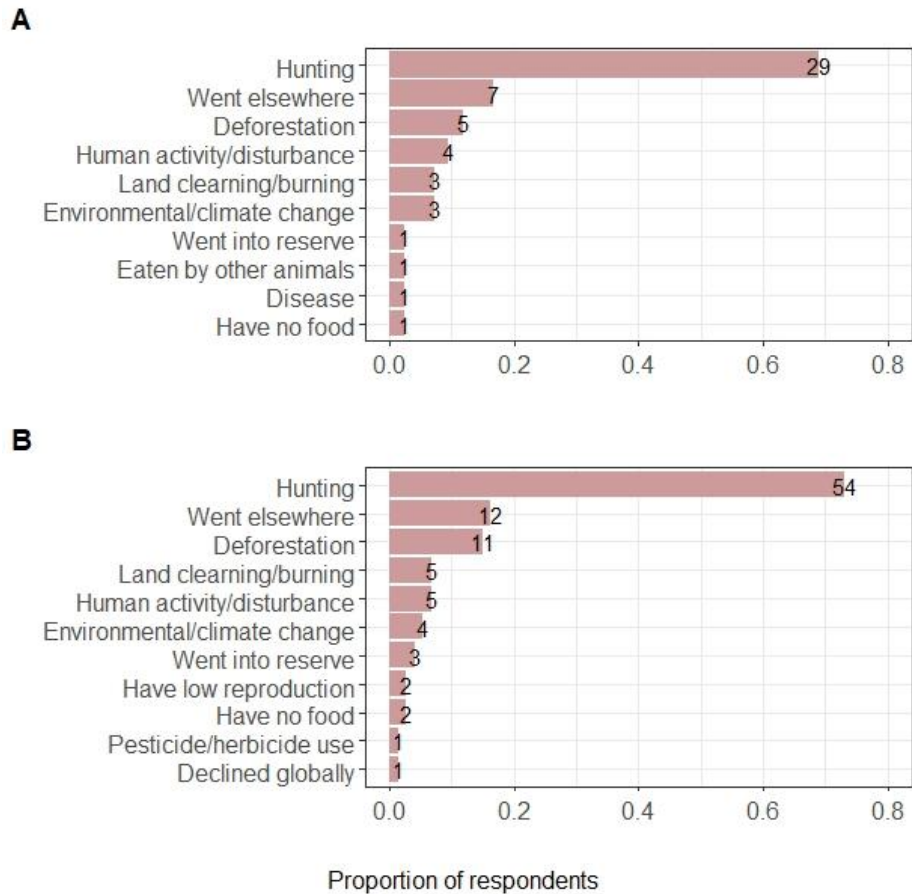 A
Hunting 29
Went elsewhere 7
Deforestation 5
Human activity/disturbance 4
Land clearning/burning 3
Environmental/climate change 3
Went into reserve 1
Eaten by other animals 1
Disease 1
Have no food 1
0.0 0.2 0.4 0.6 0.8
B
Hunting 54
Went elsewhere 12
Deforestation 11
Land clearning/burning 5
Human activity/disturbance 5
Environmental/climate change 4
Went into reserve 3
Have low reproduction 2
Have no food 2
Pesticide/herbicide use 1
Declined globally 1
0.0 0.2 0.4 0.6 0.8
Proportion of respondents